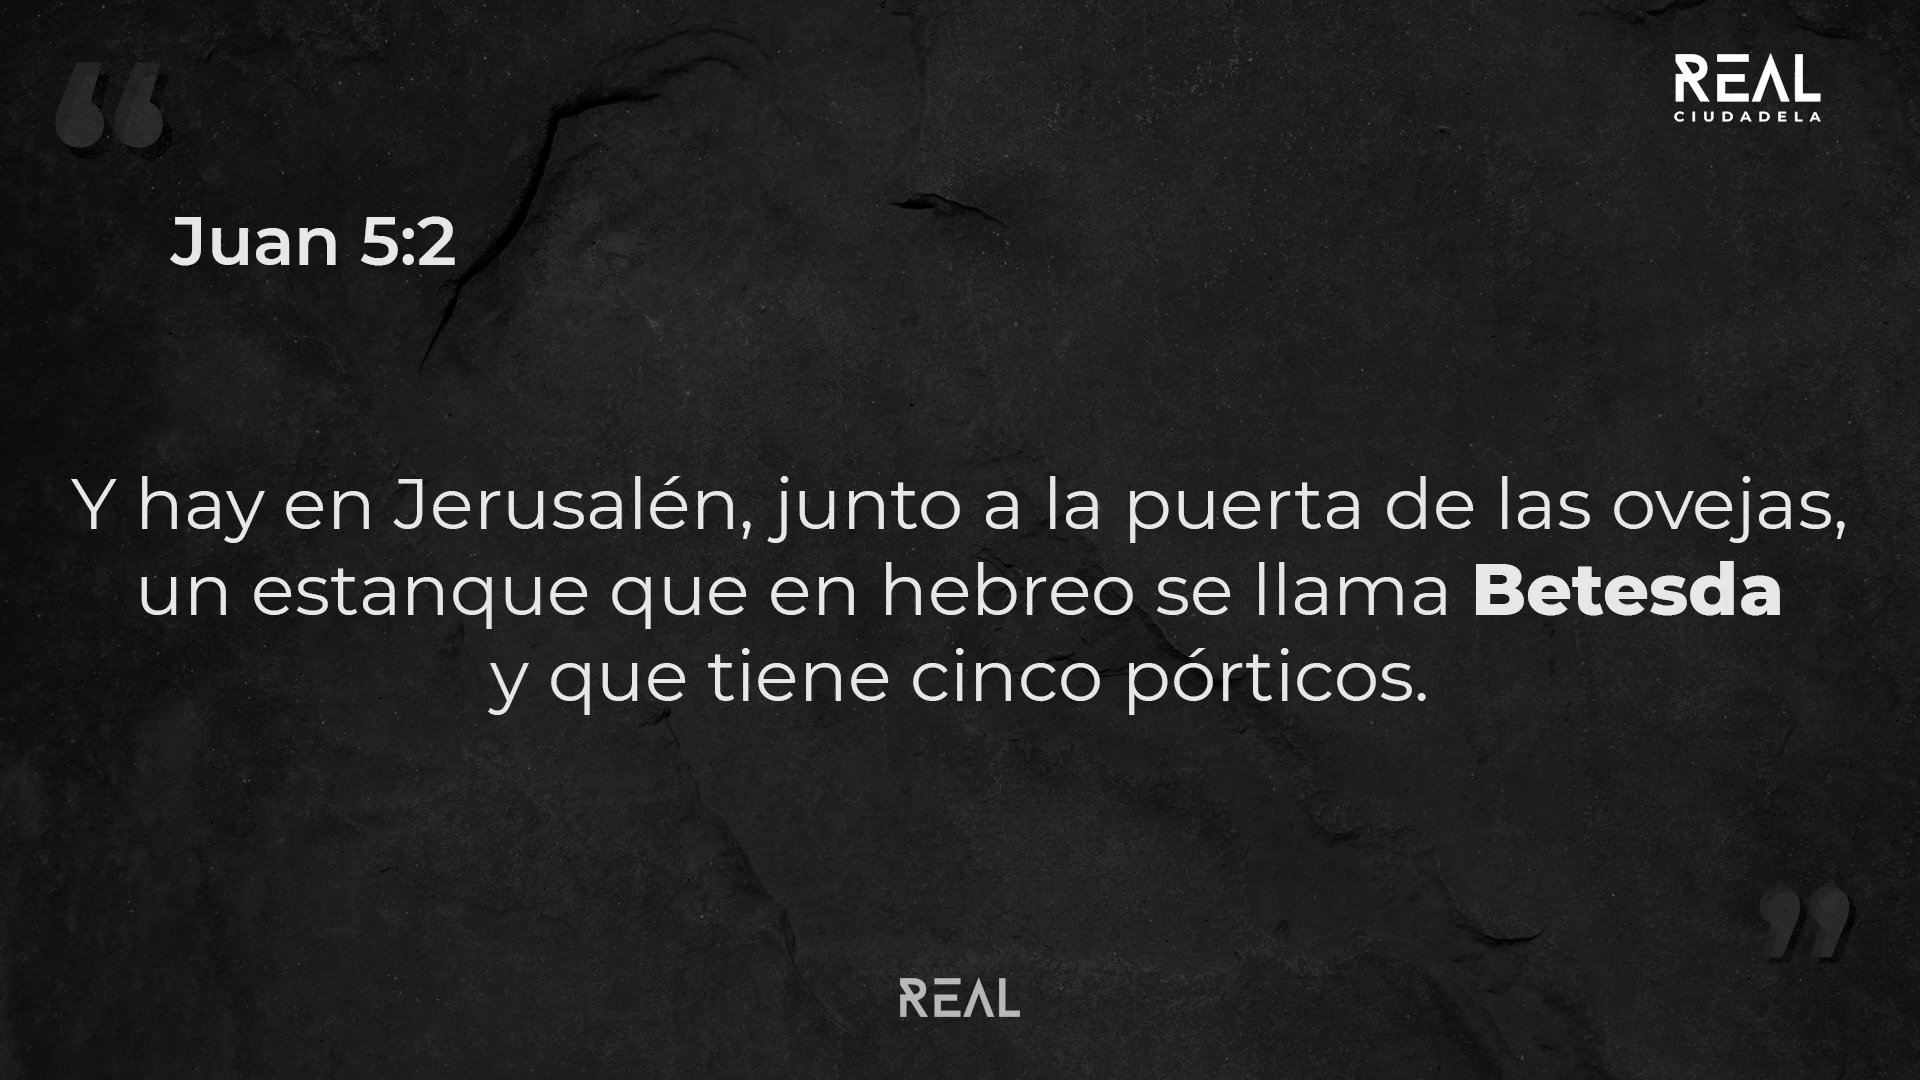 REAL
CIUDADELA
Juan 5:2
Y hay en Jerusalén, junto a la puerta de las ovejas,
un estanque que en hebreo se llama Betesda
y que tiene cinco pórticos.
REAL